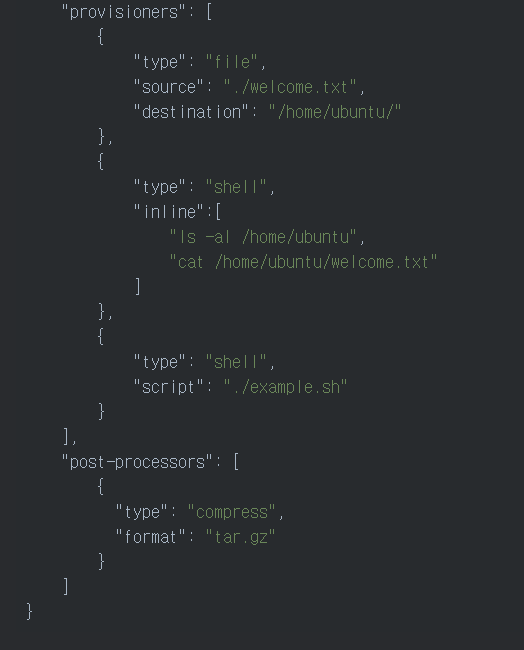 "provisioners": [
{
"type": "file",
"source": "./welcome.txt",
"destination": "/home/ubuntu/"
},
{
"type": "shell",
"inline":[
"ls -al /home/ubuntu",
"cat /home/ubuntu/welcome.txt"
]
},
{
"type": "shell",
"script": "./example.sh"
}
],
"post-processors": [
{
"type": "compress",
"format": "tar.gz"
}
]
}